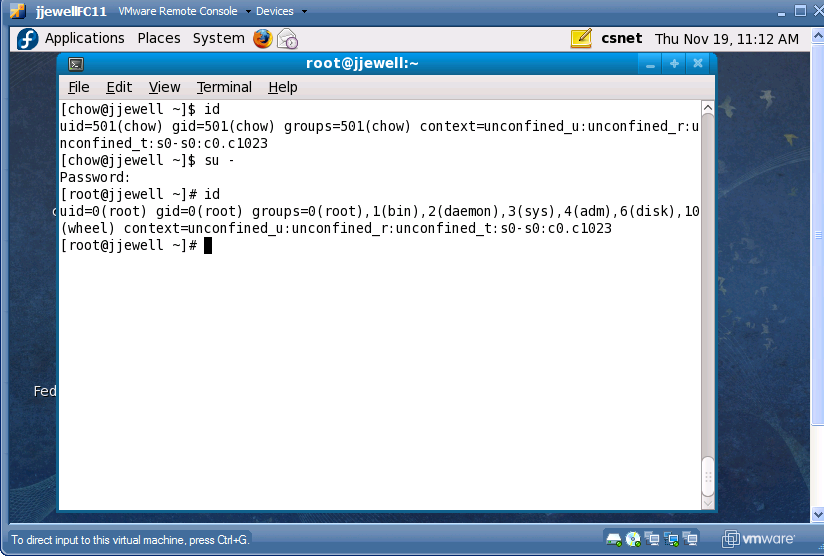 jjewellFC11 VMware Remote Console Devices
Applications Places System csnet Thu Nov 19, 11:12 AM
root@jjewell:~
File Edit View Terminal Help
[chow@jjewell ~]$ id
uid=501(chow) gid=501(chow) groups=501(chow) context=unconfined_u:unconfined_r:u
nconfined_t:s0-s0:c0.c1023
[chow@jjewell ~]$ su -
Password:
[root@jjewell ~]# id
uid=0(root) gid=0(root) groups=0(root),1(bin),2(daemon),3(sys),4(adm),6(disk),10
(wheel) context=unconfined_u:unconfined_r:unconfined_t:s0-s0:c0.c1023
[root@jjewell ~]#
Fed
To direct input to this virtual machine, press Ctrl+G.
vmware